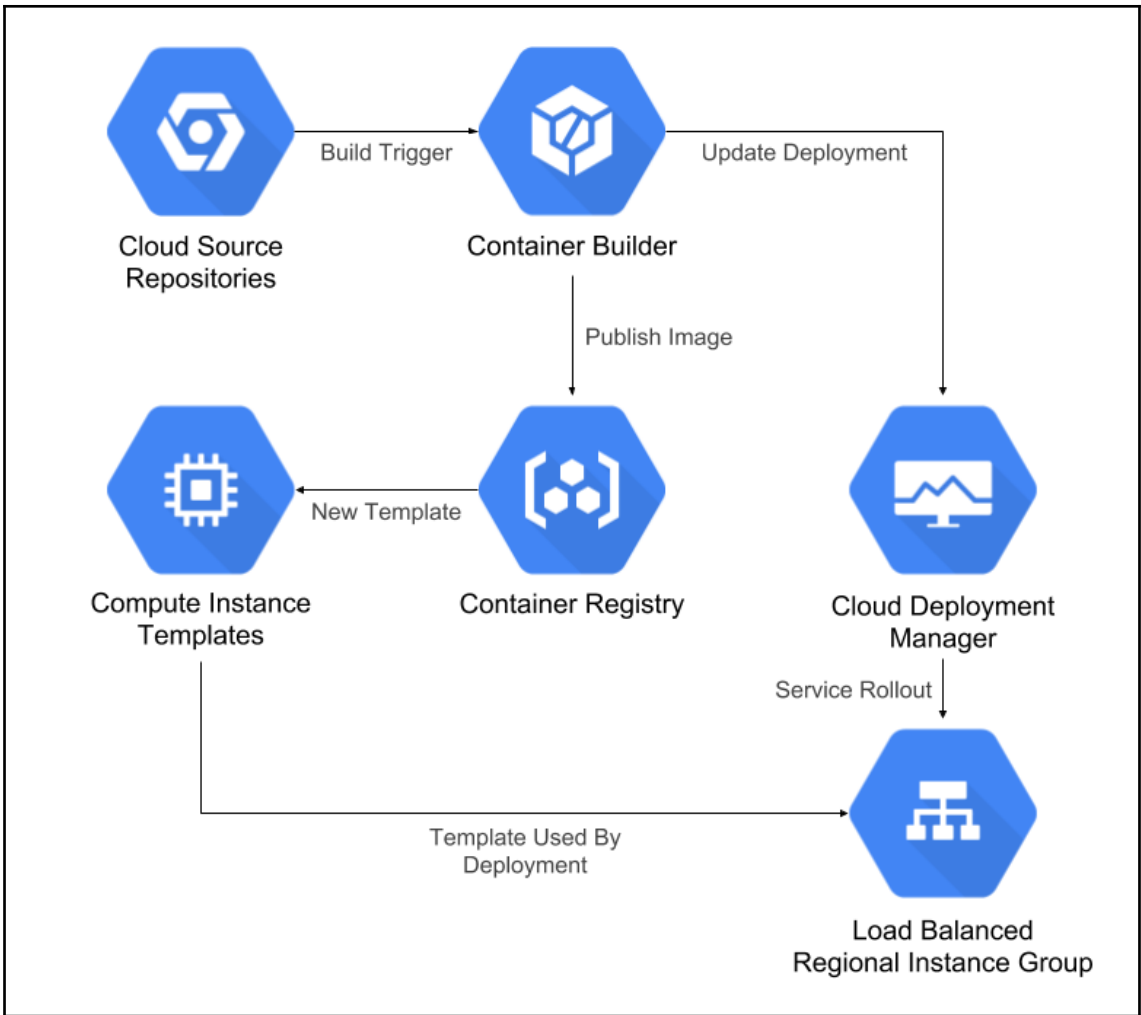 Build Trigger
Update Deployment
Cloud Source
Repositories
Container Builder
Publish Image
New Template
Compute Instance
Templates
Container Registry
Cloud Deployment
Manager
Service Rollout
Template Used By
Deployment
Load Balanced
Regional Instance Group